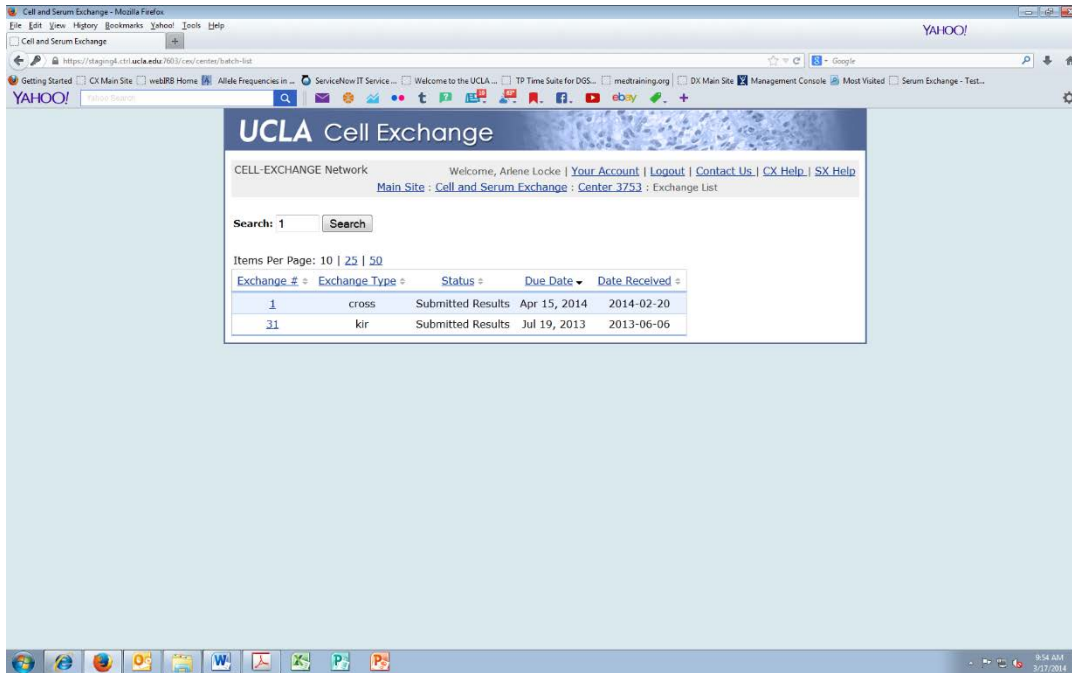 Cell and Serum Exchange - Mozilla Firefox
File Edit View History Bookmarks Yahoo! Tools Help
YAHOO!
Cell and Serum Exchange +
https://staging4.ctrl.ucla.edu:7603/cex/center/batch-list
Google
Getting Started CX Main Site webIRB Home Allele Frequencies in ... ServiceNow IT Service ... Welcome to the UCLA ... TP Time Suite for DGS... medtraining.org DX Main Site Management Console Most Visited Serum Exchange - Test...
YAHOO! Yahoo Search ebay +
UCLA Cell Exchange
CELL-EXCHANGE Network Welcome, Arlene Locke | Your Account | Logout | Contact Us | CX Help | SX Help
Main Site : Cell and Serum Exchange : Center 3753 : Exchange List
Search: 1 Search
Items Per Page: 10 | 25 | 50
Exchange # Exchange Type Status Due Date Date Received
1 cross Submitted Results Apr 15, 2014 2014-02-20
31 kir Submitted Results Jul 19, 2013 2013-06-06
9:54 AM
3/17/2014